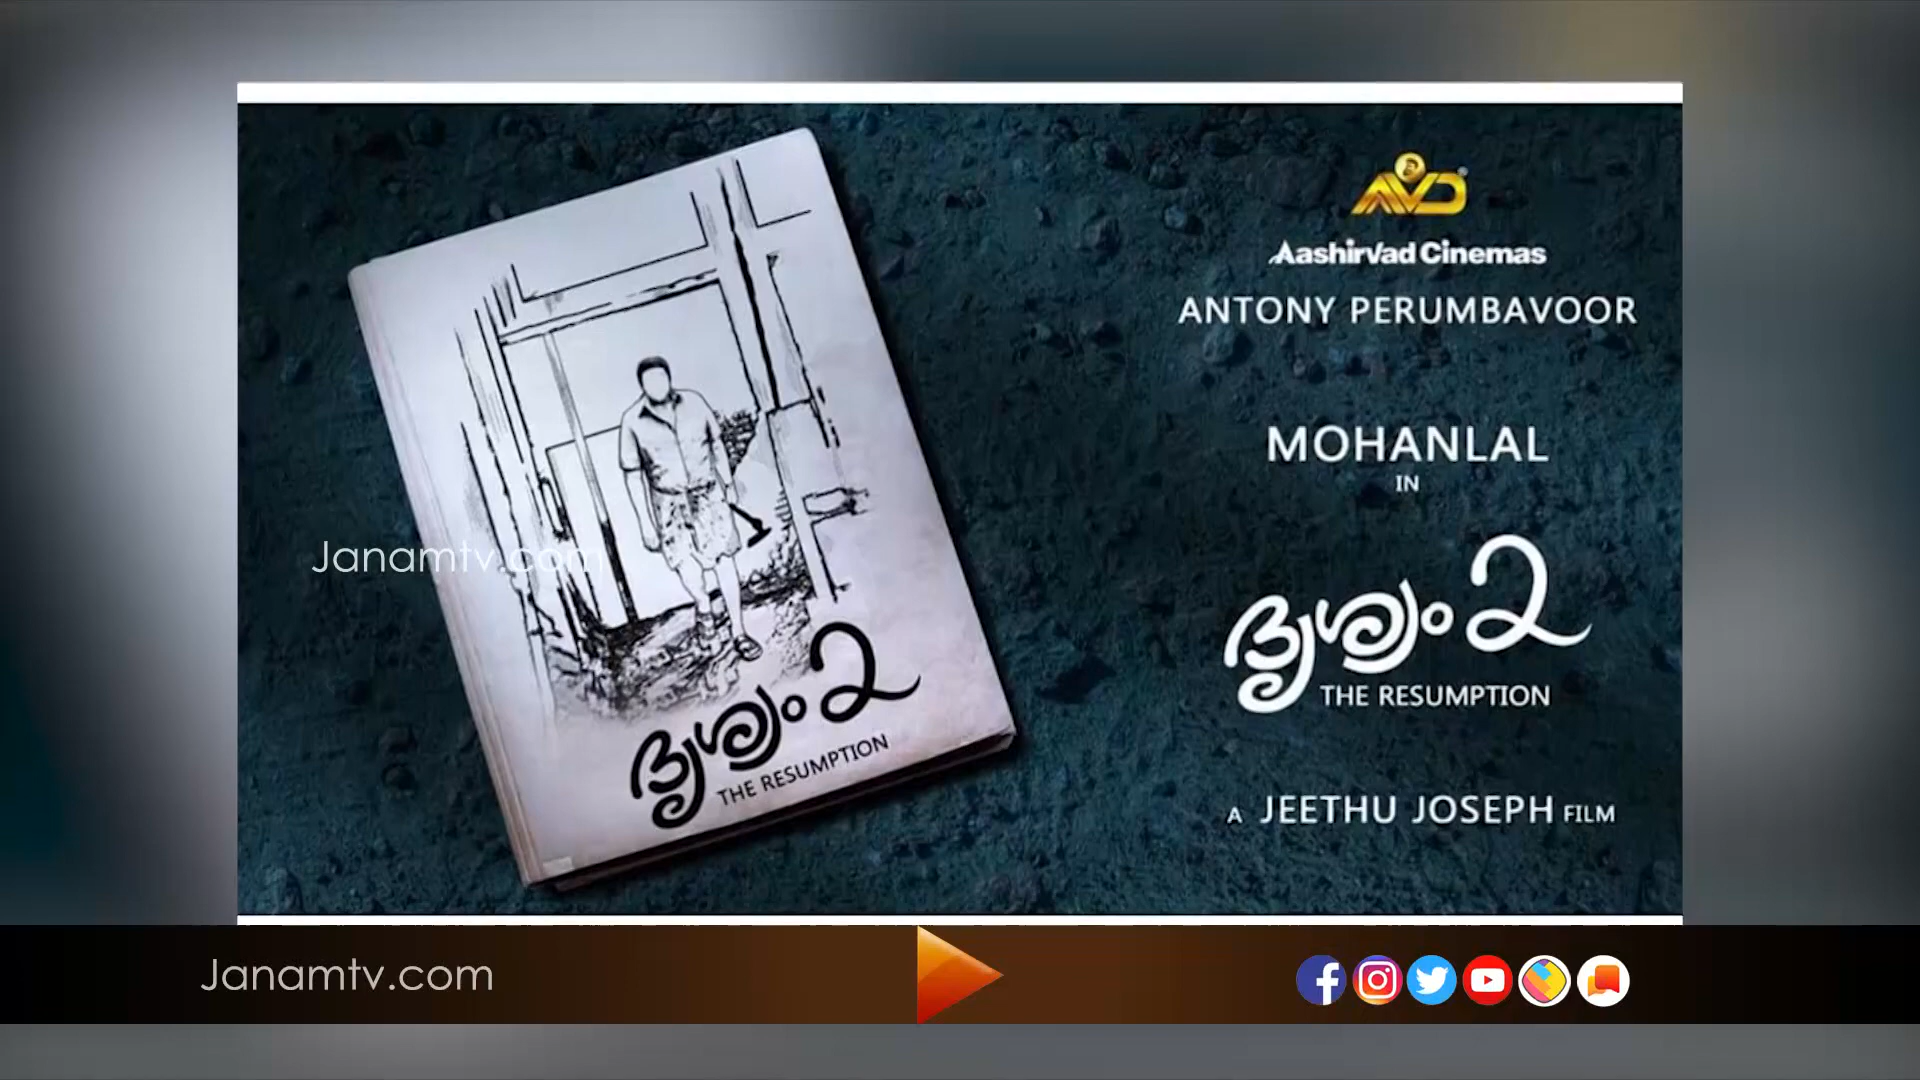 AVD
AashirVad Cinemas
ANTONY PERUMBAVOOR
MOHANLAL
IN
ദൃശ്യം 2
THE RESUMPTION
A JEETHU JOSEPH FILM
ദൃശ്യം 2
THE RESUMPTION
Janamtv.com
Janamtv.com